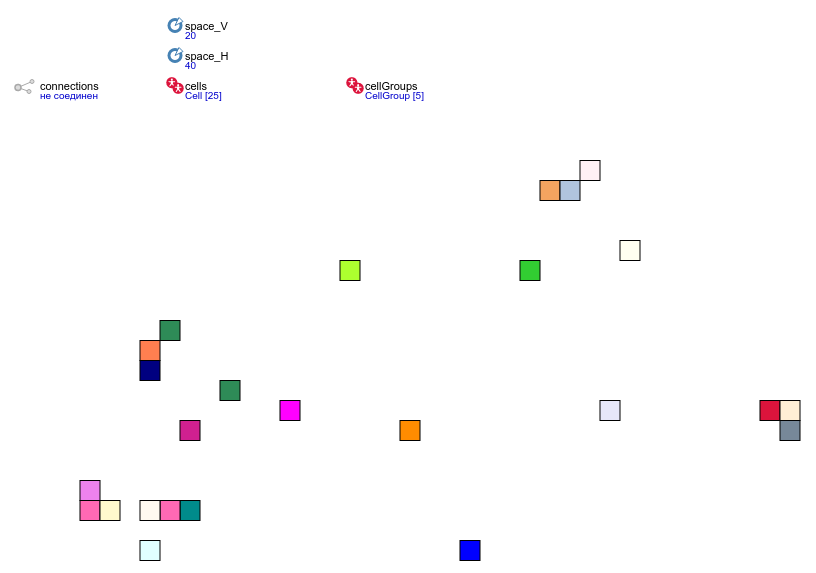 space_V
20
space_H
40
connections
не соединен
cells
Cell [25]
cellGroups
CellGroup [5]